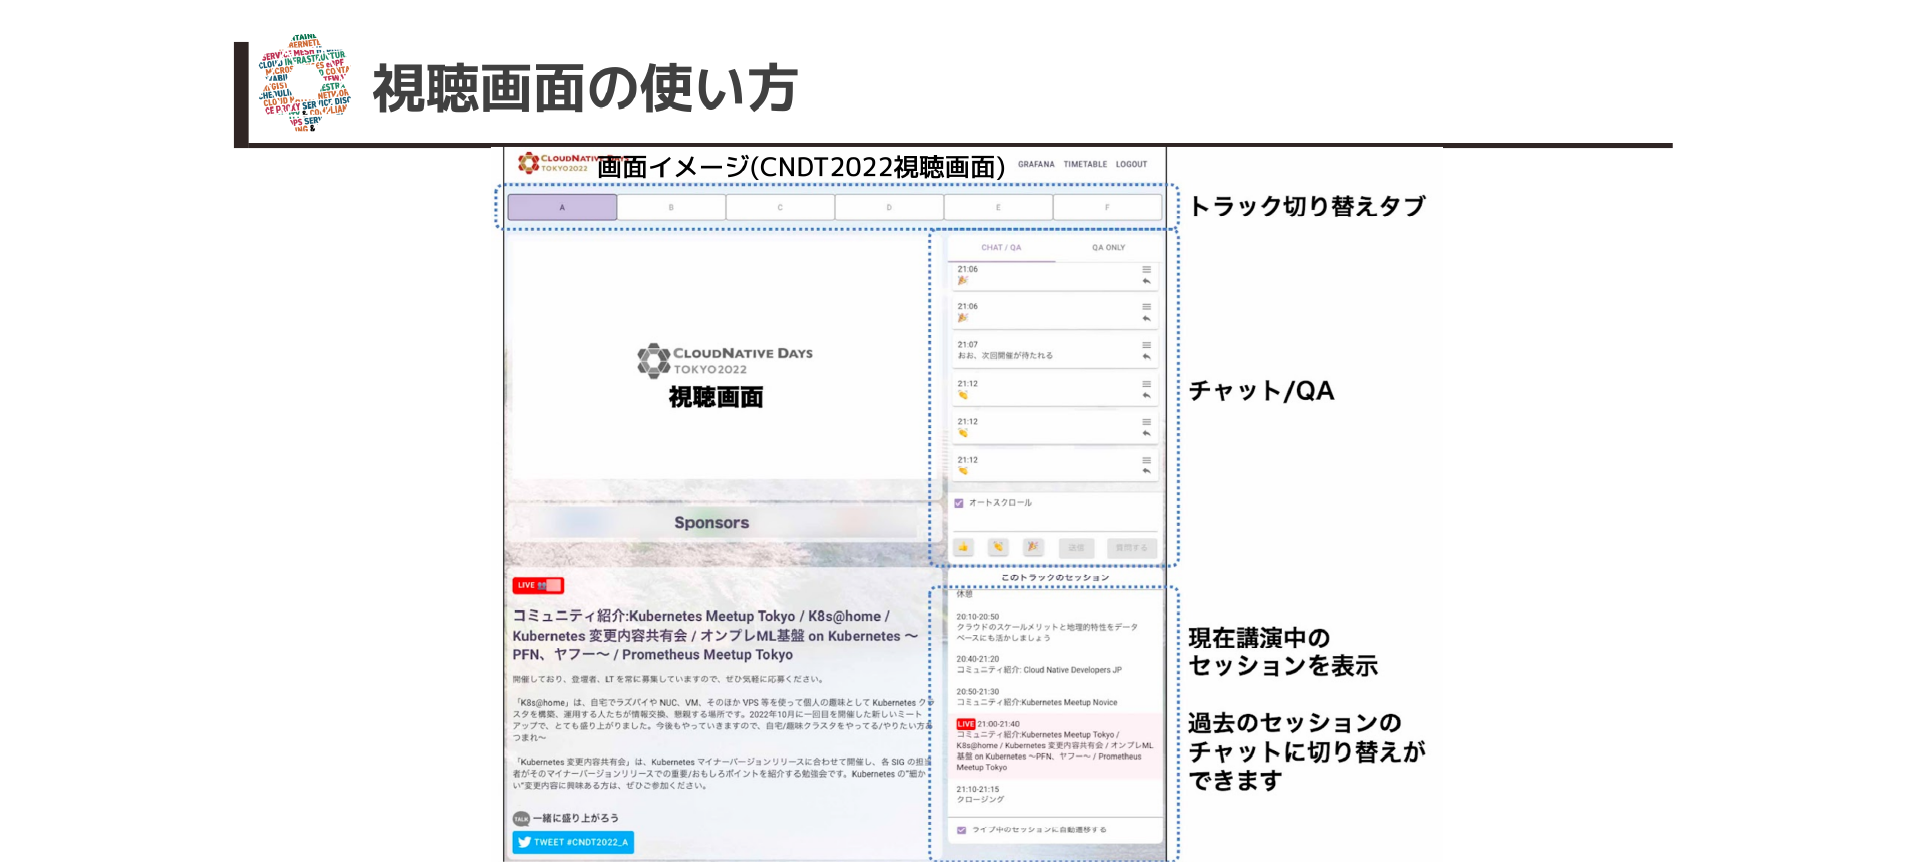 視聴画面の使い方
画面イメージ(CNDT2022視聴画面)
CLOUDNATIVE DAYS
TOKYO2022
GRAFANA TIMETABLE LOGOUT
A B C D E F
トラック切り替えタブ
CHAT / QA QA ONLY
21:06
21:06
21:07
おお、次回開催が待たれる
21:12
21:12
21:12
チャット/QA
CLOUDNATIVE DAYS
TOKYO2022
視聴画面
オートスクロール
送信 質問する
Sponsors
LIVE
コミュニティ紹介:Kubernetes Meetup Tokyo / K8s@home /
Kubernetes 変更内容共有会 / オンプレML基盤 on Kubernetes 〜
PFN、ヤフー〜 / Prometheus Meetup Tokyo
開催しており、登壇者、LT を常に募集していますので、ぜひ気軽に応募ください。
「K8s@home」は、自宅でラズパイや NUC、VM、そのほか VPS 等を使って個人の趣味として Kubernetes クラ
スタを構築、運用する人たちが情報交換、懇親する場所です。2022年10月に一回目を開催した新しいミート
アップで、とても盛り上がりました。今後もやっていきますので、自宅/趣味クラスタをやってる/やりたい方あ
つまれ〜
「Kubernetes 変更内容共有会」は、Kubernetes マイナーバージョンリリースに合わせて開催し、各 SIG の担当
者がそのマイナーバージョンリリースでの重要/おもしろポイントを紹介する勉強会です。Kubernetes の"細か
い"変更内容に興味ある方は、ぜひご参加ください。
TALK 一緒に盛り上がろう
TWEET #CNDT2022_A
このトラックのセッション
休憩
20:10-20:50
クラウドのスケールメリットと地理的特性をデータ
ベースにも活かしましょう
20:40-21:20
コミュニティ紹介: Cloud Native Developers JP
20:50-21:30
コミュニティ紹介:Kubernetes Meetup Novice
LIVE 21:00-21:40
コミュニティ紹介:Kubernetes Meetup Tokyo /
K8s@home / Kubernetes 変更内容共有会 / オンプレML
基盤 on Kubernetes 〜PFN、ヤフー〜 / Prometheus
Meetup Tokyo
21:10-21:15
クロージング
ライブ中のセッションに自動遷移する
現在講演中の
セッションを表示
過去のセッションの
チャットに切り替えが
できます